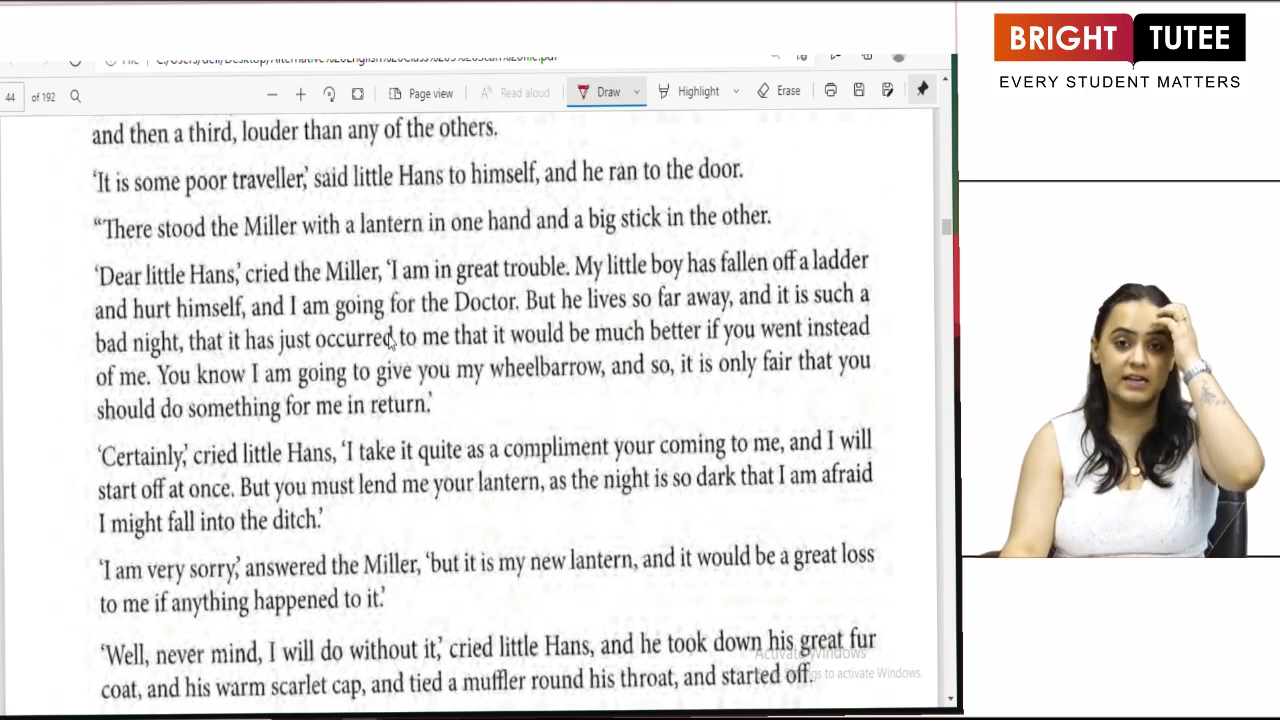 BRIGHT TUTEE
EVERY STUDENT MATTERS
44 of 192
Page view
Read aloud
Draw
Highlight
Erase
and then a third, louder than any of the others.
‘It is some poor traveller,’ said little Hans to himself, and he ran to the door.
“There stood the Miller with a lantern in one hand and a big stick in the other.
‘Dear little Hans,’ cried the Miller, ‘I am in great trouble. My little boy has fallen off a ladder
and hurt himself, and I am going for the Doctor. But he lives so far away, and it is such a
bad night, that it has just occurred to me that it would be much better if you went instead
of me. You know I am going to give you my wheelbarrow, and so, it is only fair that you
should do something for me in return.’
‘Certainly,’ cried little Hans, ‘I take it quite as a compliment your coming to me, and I will
start off at once. But you must lend me your lantern, as the night is so dark that I am afraid
I might fall into the ditch.’
‘I am very sorry,’ answered the Miller, ‘but it is my new lantern, and it would be a great loss
to me if anything happened to it.’
‘Well, never mind, I will do without it,’ cried little Hans, and he took down his great fur
coat, and his warm scarlet cap, and tied a muffler round his throat, and started off.
Activate Windows
to activate Windows.